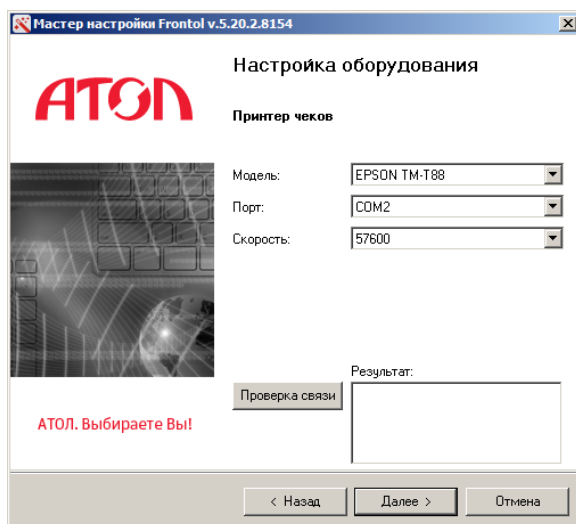 Мастер настройки Frontol v.5.20.2.8154
АТОЛ
Настройка оборудования
Принтер чеков
Модель: EPSON TM-T88
Порт: COM2
Скорость: 57600
Результат:
Проверка связи
АТОЛ. Выбираете Вы!
< Назад Далее > Отмена